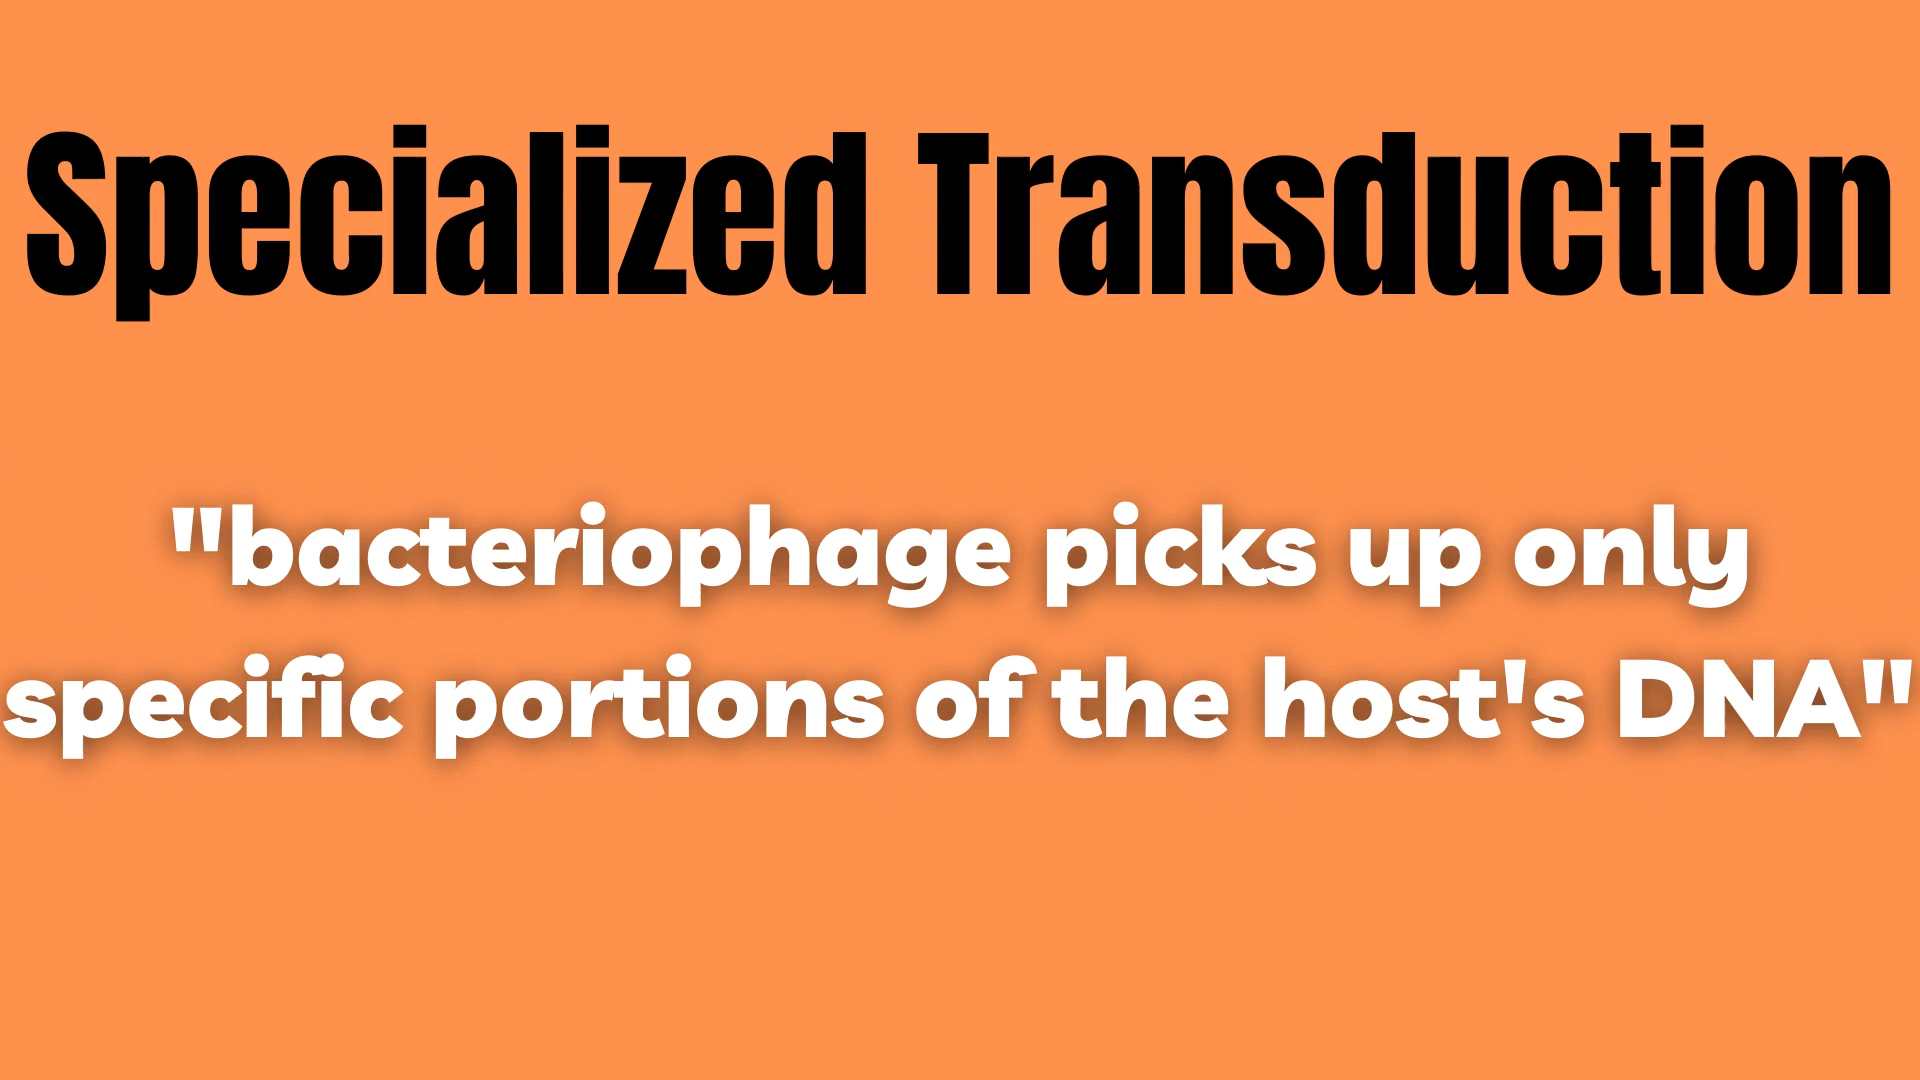 Specialized Transduction
"bacteriophage picks up only
specific portions of the host's DNA"